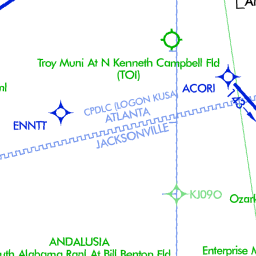 Troy Muni At N Kenneth Campbell Fld
(TOI)
ACORI
143
CPDLC (LOGON KUSA)
ATLANTA
ENNTT
JACKSONVILLE
KJ09O
Ozark
ANDALUSIA
uth Alabama Rgnl At Bill Benton Fld
Enterprise M